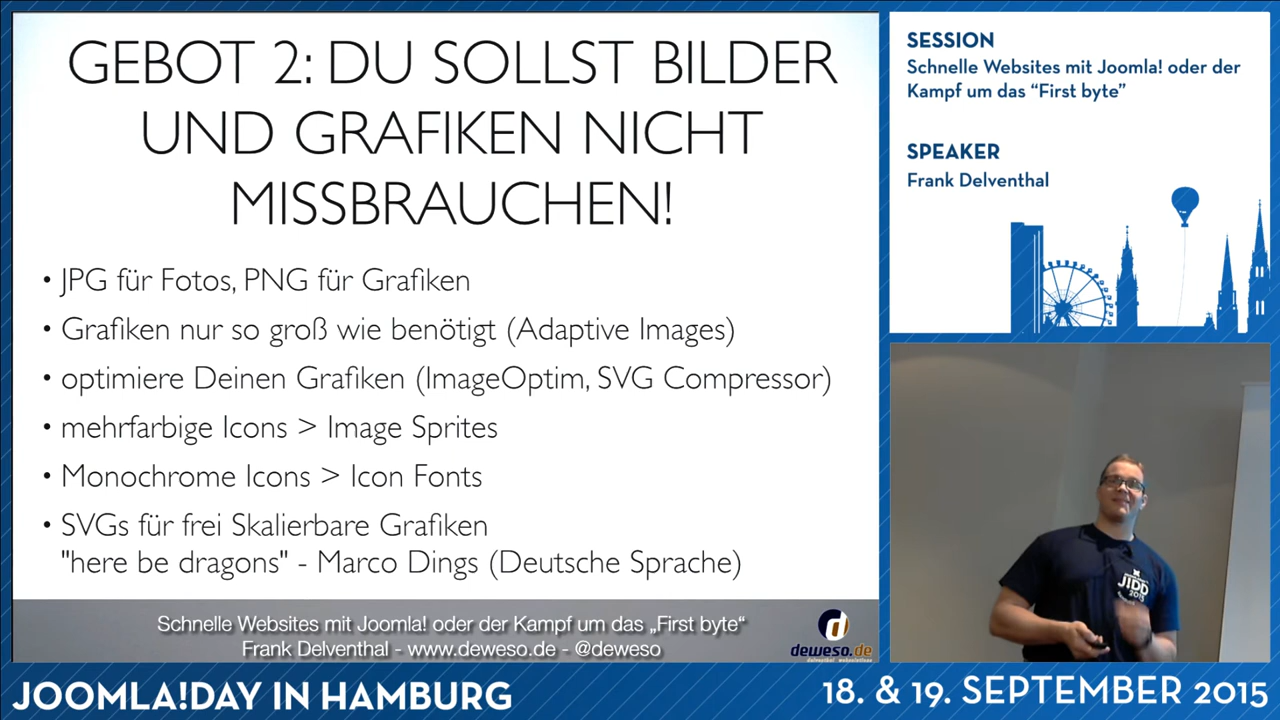 GEBOT 2: DU SOLLST BILDER
UND GRAFIKEN NICHT
MISSBRAUCHEN!
• JPG für Fotos, PNG für Grafiken
• Grafiken nur so groß wie benötigt (Adaptive Images)
• optimiere Deinen Grafiken (ImageOptim, SVG Compressor)
• mehrfarbige Icons > Image Sprites
• Monochrome Icons > Icon Fonts
• SVGs für frei Skalierbare Grafiken
"here be dragons" - Marco Dings (Deutsche Sprache)
Schnelle Websites mit Joomla! oder der Kampf um das „First byte“
Frank Delventhal - www.deweso.de - @deweso
d
deweso.de
delventhal websolutions
SESSION
Schnelle Websites mit Joomla! oder der
Kampf um das “First byte”
SPEAKER
Frank Delventhal
JIDD
2015
JOOMLA!DAY IN HAMBURG
18. & 19. SEPTEMBER 2015